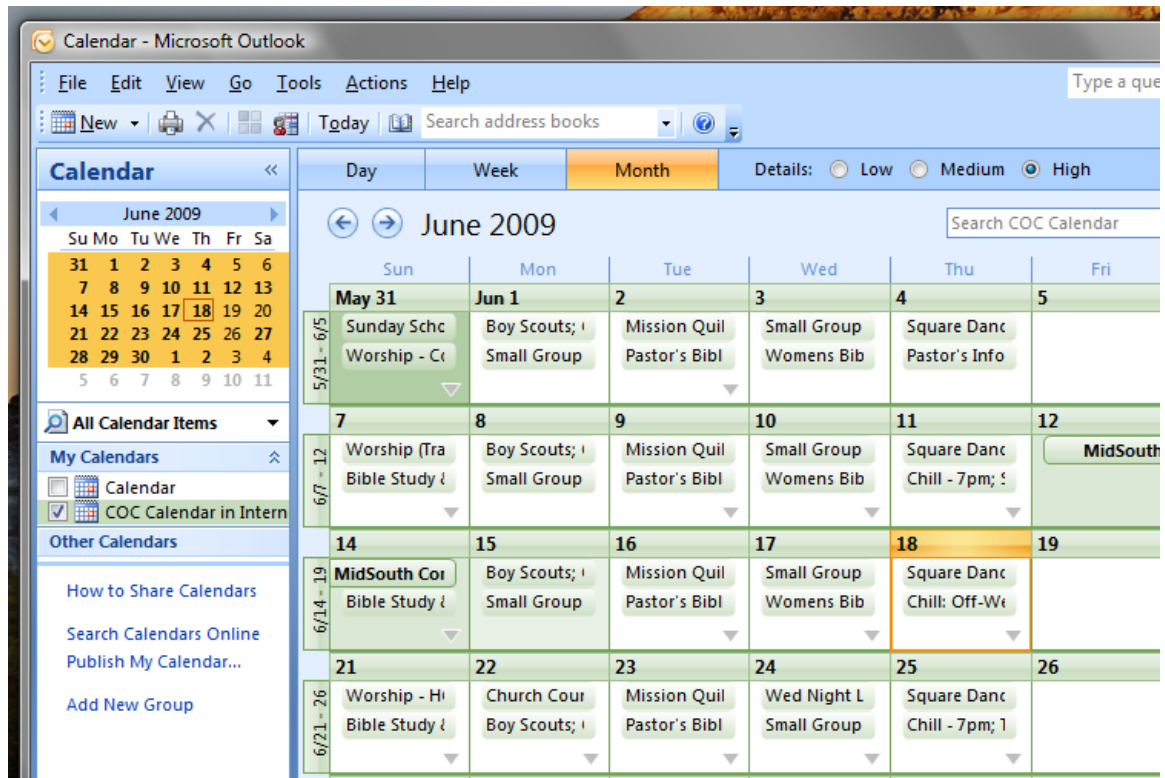 Calendar - Microsoft Outlook
File Edit View Go Tools Actions Help
Type a que
New Today Search address books
Calendar «
Day Week Month Details: Low Medium High
June 2009
Su Mo Tu We Th Fr Sa
31 1 2 3 4 5 6
7 8 9 10 11 12 13
14 15 16 17 18 19 20
21 22 23 24 25 26 27
28 29 30 1 2 3 4
5 6 7 8 9 10 11
All Calendar Items
My Calendars
Calendar
COC Calendar in Intern
Other Calendars
How to Share Calendars
Search Calendars Online
Publish My Calendar...
Add New Group
June 2009
Search COC Calendar
Sun Mon Tue Wed Thu Fri
5/31 - 6/5
May 31 Jun 1 2 3 4 5
Sunday Scho Boy Scouts; Mission Quil Small Group Square Danc
Worship - Co Small Group Pastor's Bibl Womens Bib Pastor's Info
6/7 - 12
7 8 9 10 11 12
Worship (Tra Boy Scouts; Mission Quil Small Group Square Danc MidSouth
Bible Study & Small Group Pastor's Bibl Womens Bib Chill - 7pm; S
6/14 - 19
14 15 16 17 18 19
MidSouth Con Boy Scouts; Mission Quil Small Group Square Danc
Bible Study & Small Group Pastor's Bibl Womens Bib Chill: Off-We
6/21 - 26
21 22 23 24 25 26
Worship - H Church Coun Mission Quil Wed Night L Square Danc
Bible Study & Boy Scouts; Pastor's Bibl Small Group Chill - 7pm; T